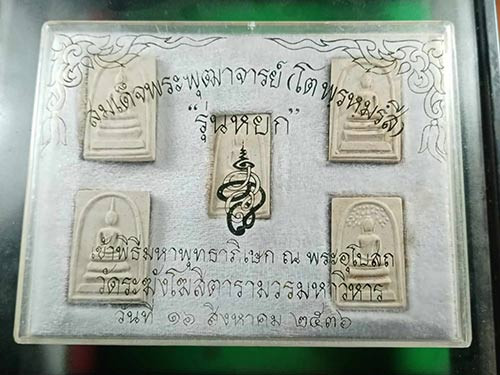 สมเด็จพระพุฒาจารย์ (โต พรหมรังสี)
"รุ่นหยก"
เข้าพิธีมหาพุทธาภิเษก ณ พระอุโบสถ
วัดระฆังโฆสิตารามวรมหาวิหาร
วันที่ ๑๖ สิงหาคม ๒๕๓๖